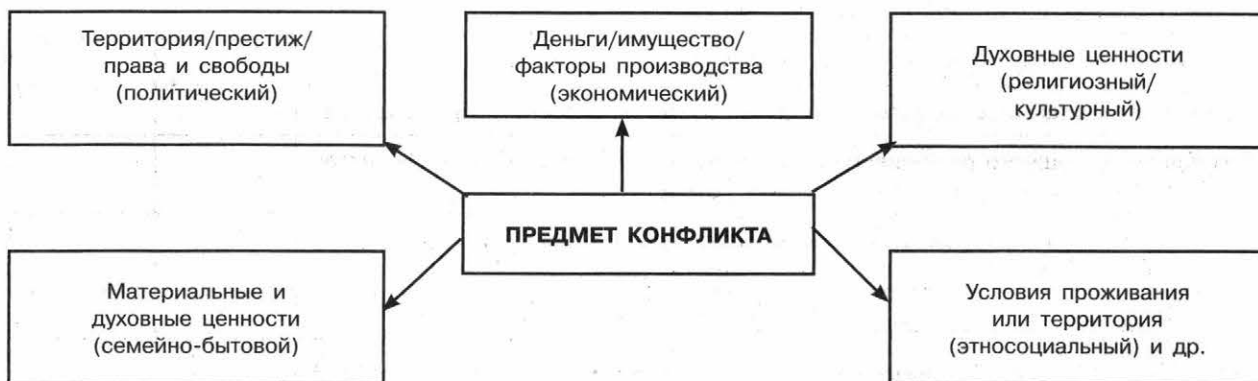 Территория/престиж/
права и свободы
(политический)
Деньги/имущество/
факторы производства
(экономический)
Духовные ценности
(религиозный/
культурный)
ПРЕДМЕТ КОНФЛИКТА
Материальные и
духовные ценности
(семейно-бытовой)
Условия проживания
или территория
(этносоциальный) и др.